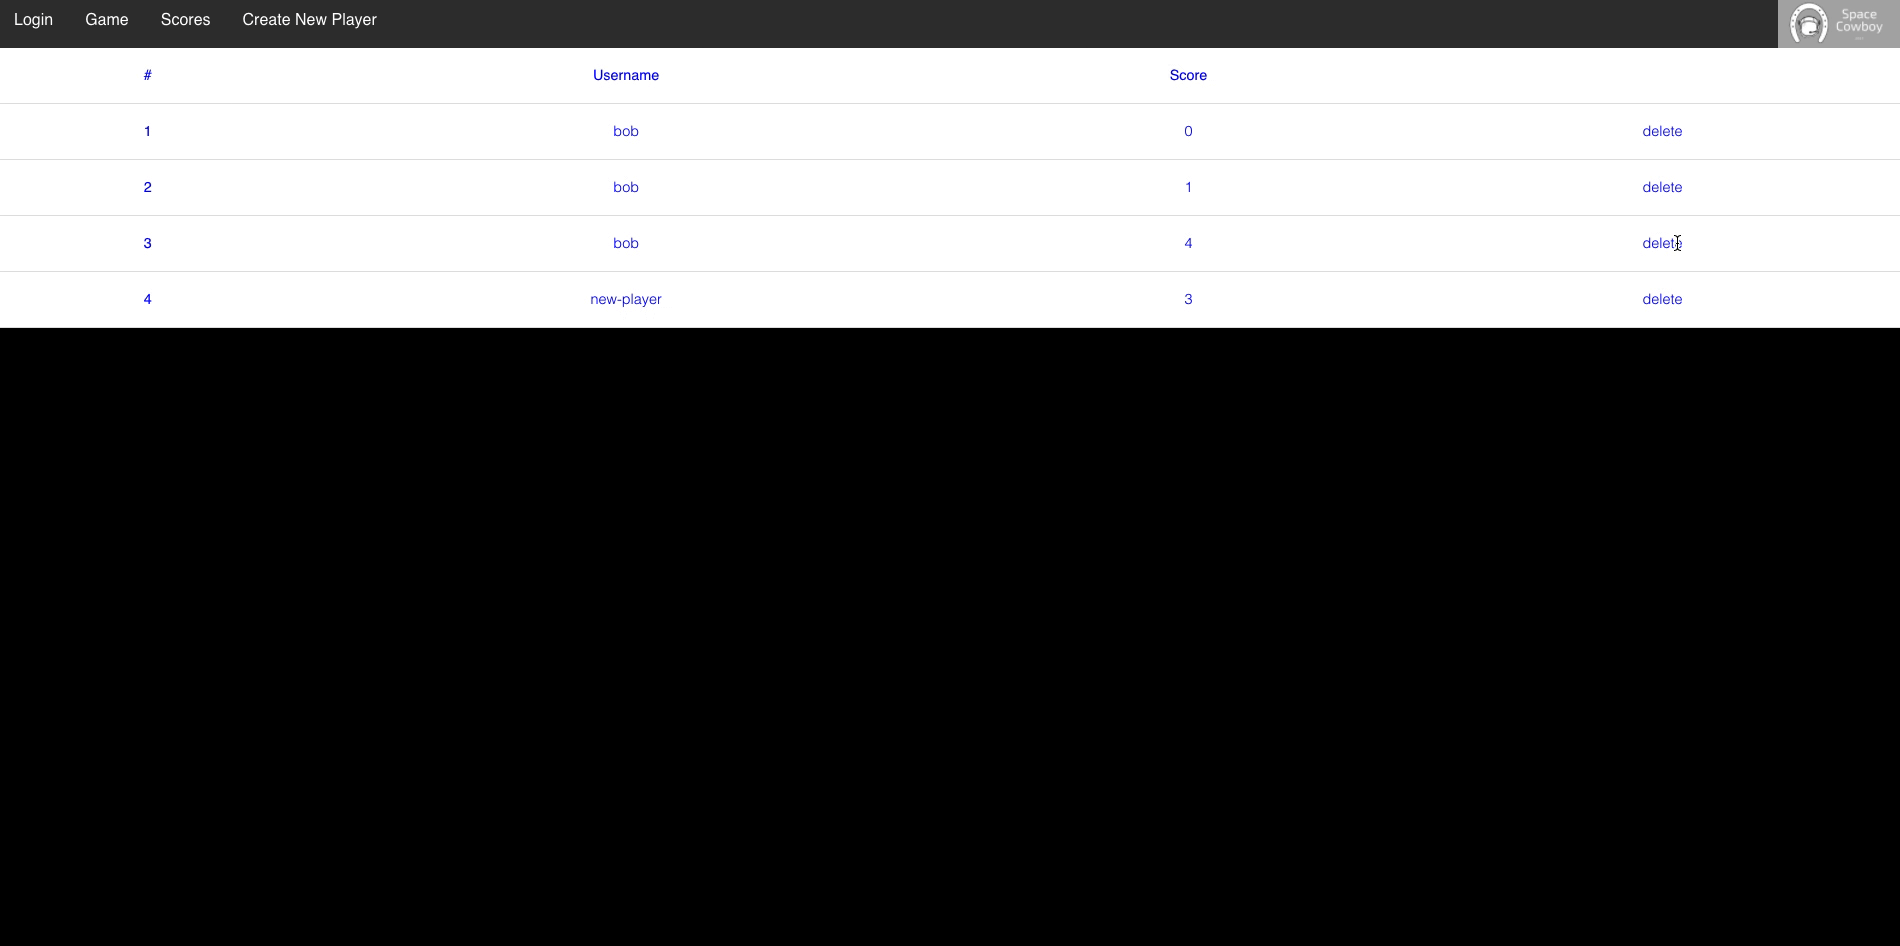 Login Game Scores Create New Player
Space
Cowboy
# Username Score
1 bob 0 delete
2 bob 1 delete
3 bob 4 delete
4 new-player 3 delete